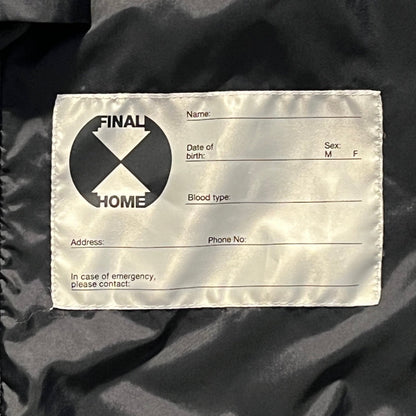 FINAL
HOME
Name:
Date of
birth:
Sex:
M F
Blood type:
Address: Phone No:
In case of emergency,
please contact: